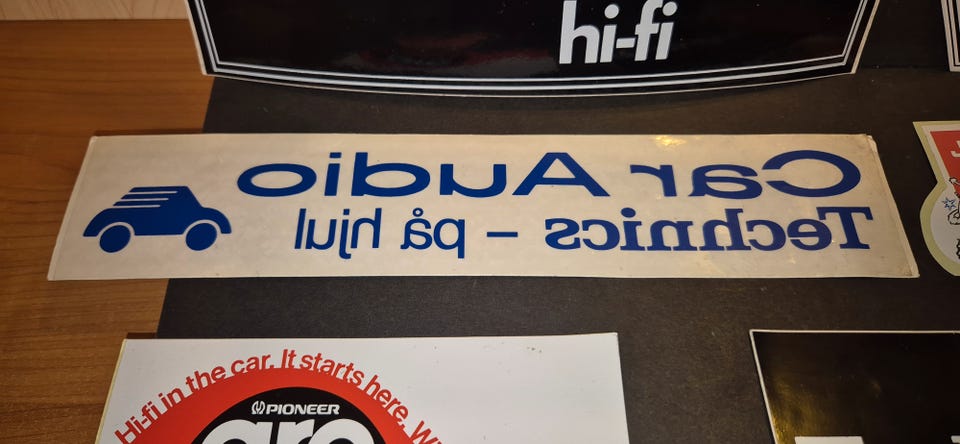 hi-fi
Car Audio
Technics - på hjul
Hi-fi in the car. It starts here.
PIONEER